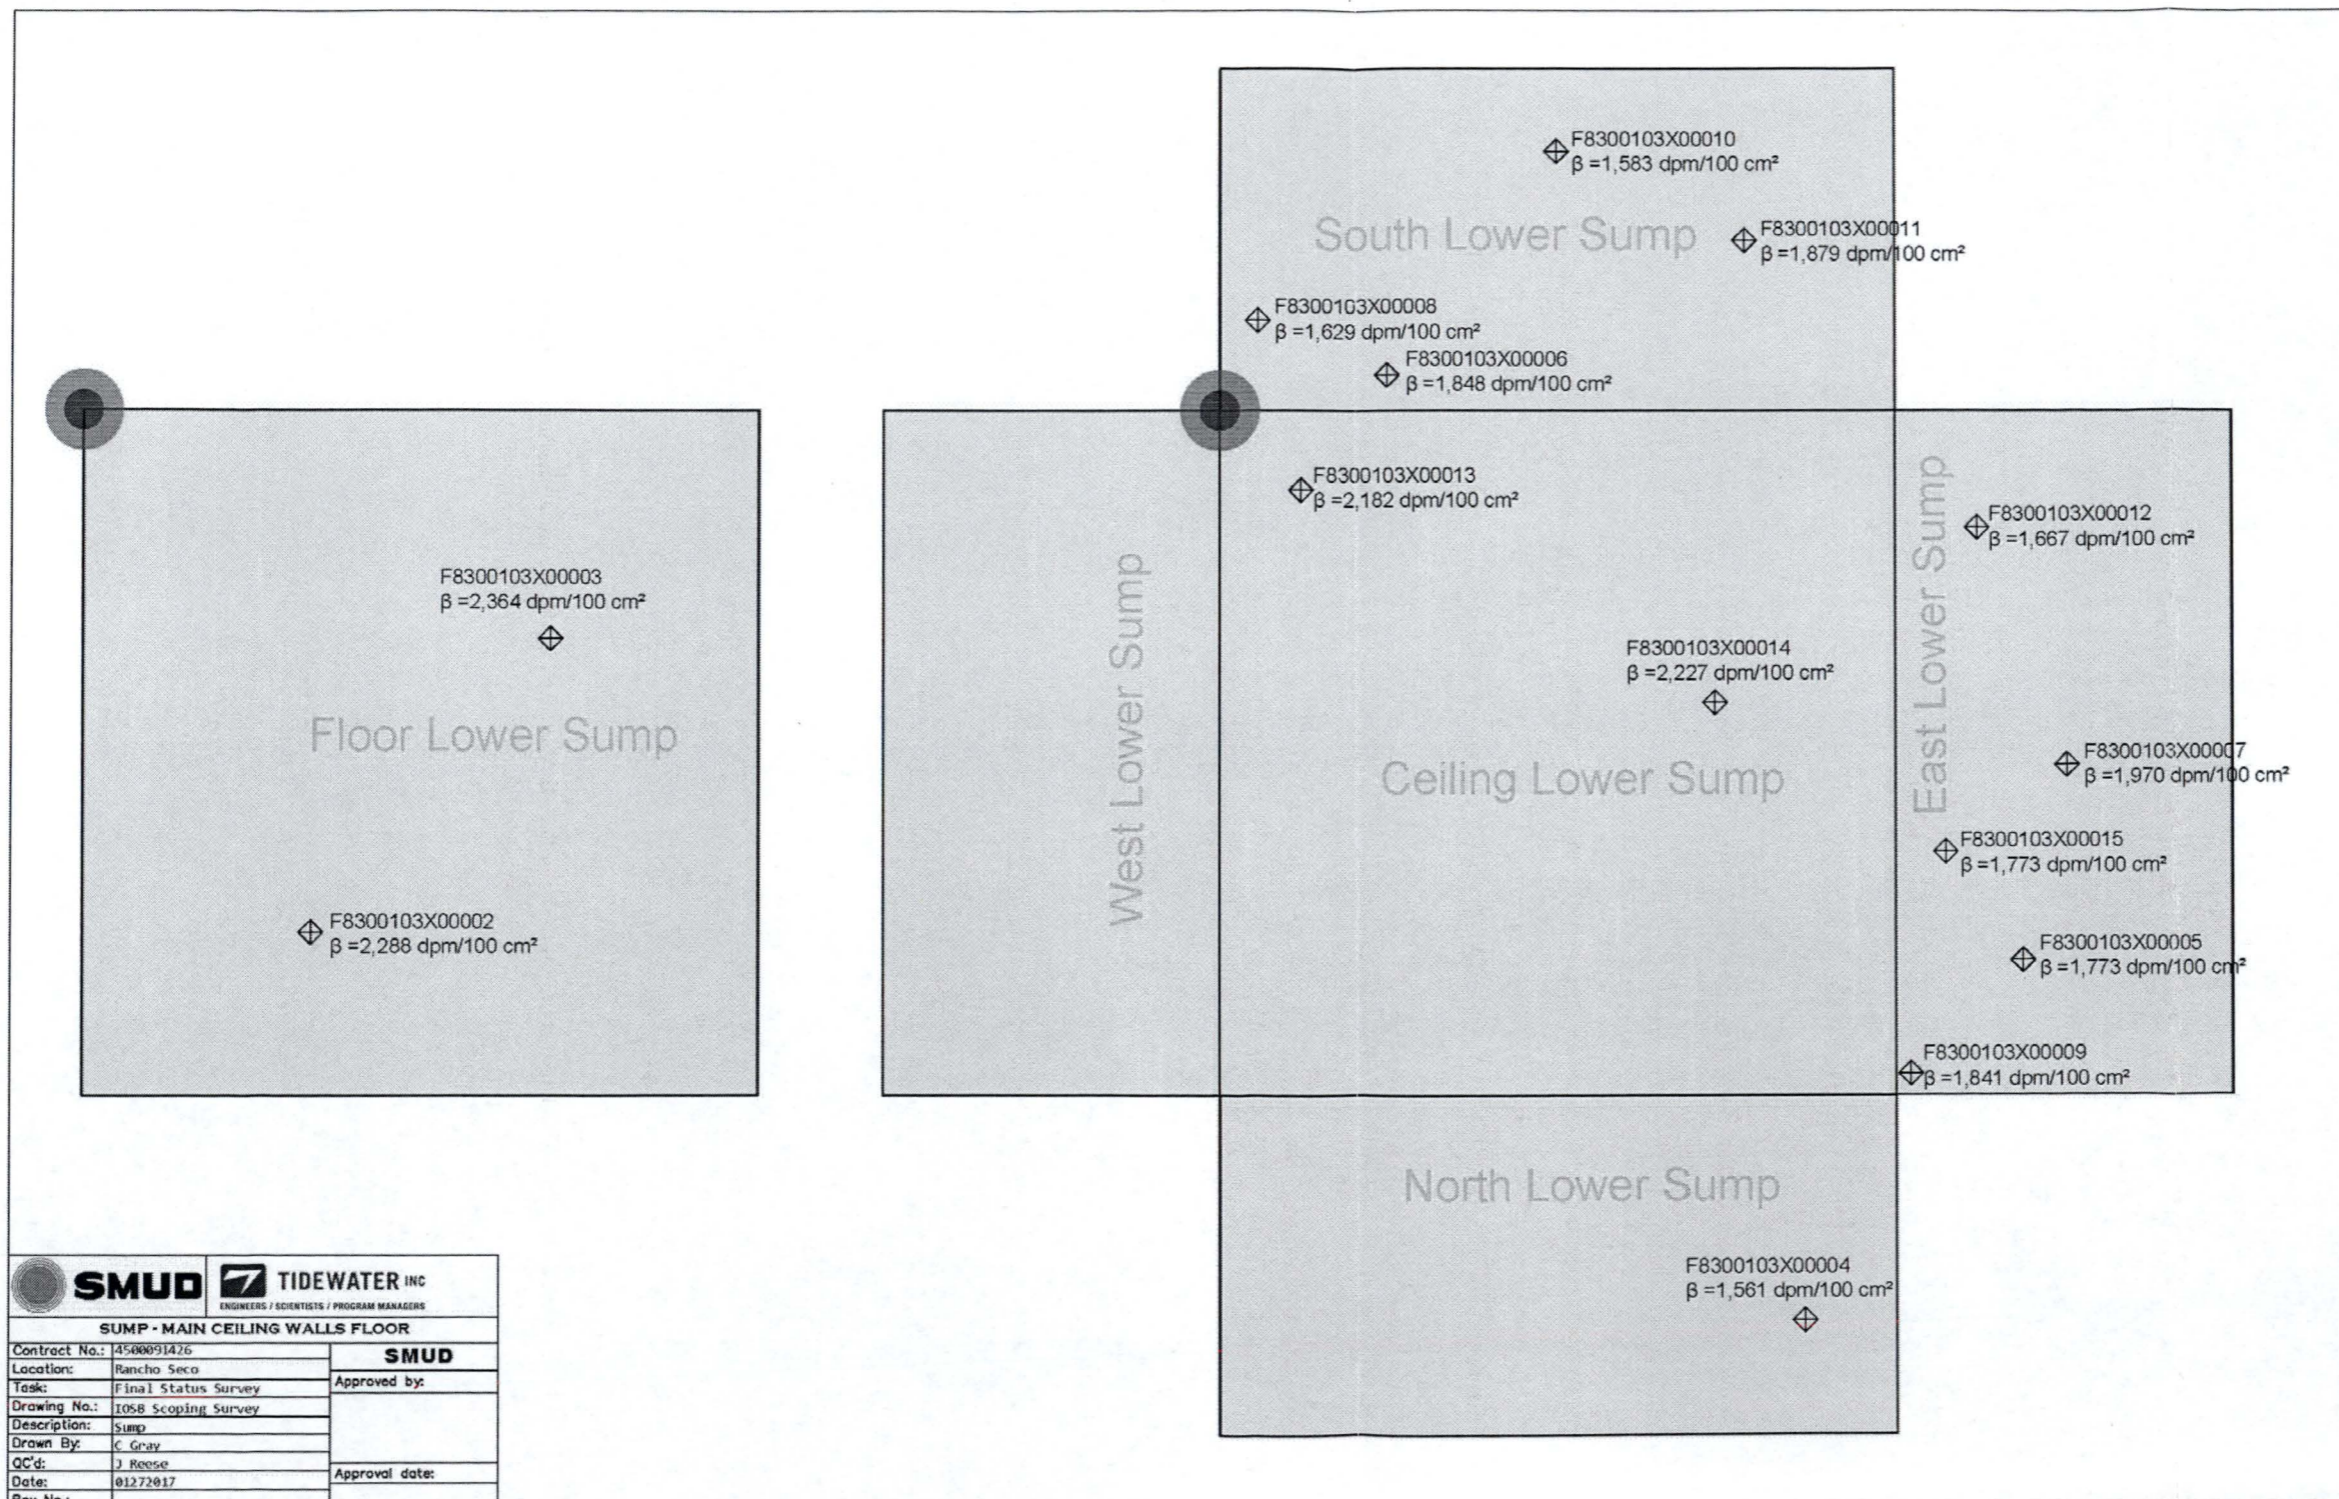 F8300103X00010
β =1,583 dpm/100 cm²
South Lower Sump
F8300103X00011
β =1,879 dpm/100 cm²
F8300103X00008
β =1,629 dpm/100 cm²
F8300103X00006
β =1,848 dpm/100 cm²
F8300103X00003
β =2,364 dpm/100 cm²
Floor Lower Sump
F8300103X00002
β =2,288 dpm/100 cm²
West Lower Sump
F8300103X00013
β =2,182 dpm/100 cm²
F8300103X00014
β =2,227 dpm/100 cm²
Ceiling Lower Sump
East Lower Sump
F8300103X00012
β =1,667 dpm/100 cm²
F8300103X00007
β =1,970 dpm/100 cm²
F8300103X00015
β =1,773 dpm/100 cm²
F8300103X00005
β =1,773 dpm/100 cm²
F8300103X00009
β =1,841 dpm/100 cm²
North Lower Sump
F8300103X00004
β =1,561 dpm/100 cm²
SMUD
TIDEWATER INC
ENGINEERS / SCIENTISTS / PROGRAM MANAGERS
SUMP - MAIN CEILING WALLS FLOOR
Contract No.: 4500091426
Location: Rancho Seco
Task: Final Status Survey
Drawing No.: IOSB Scoping Survey
Description: Sump
Drawn By: C Gray
QC'd: J Reese
Date: 01272017
SMUD
Approved by:
Approval date: